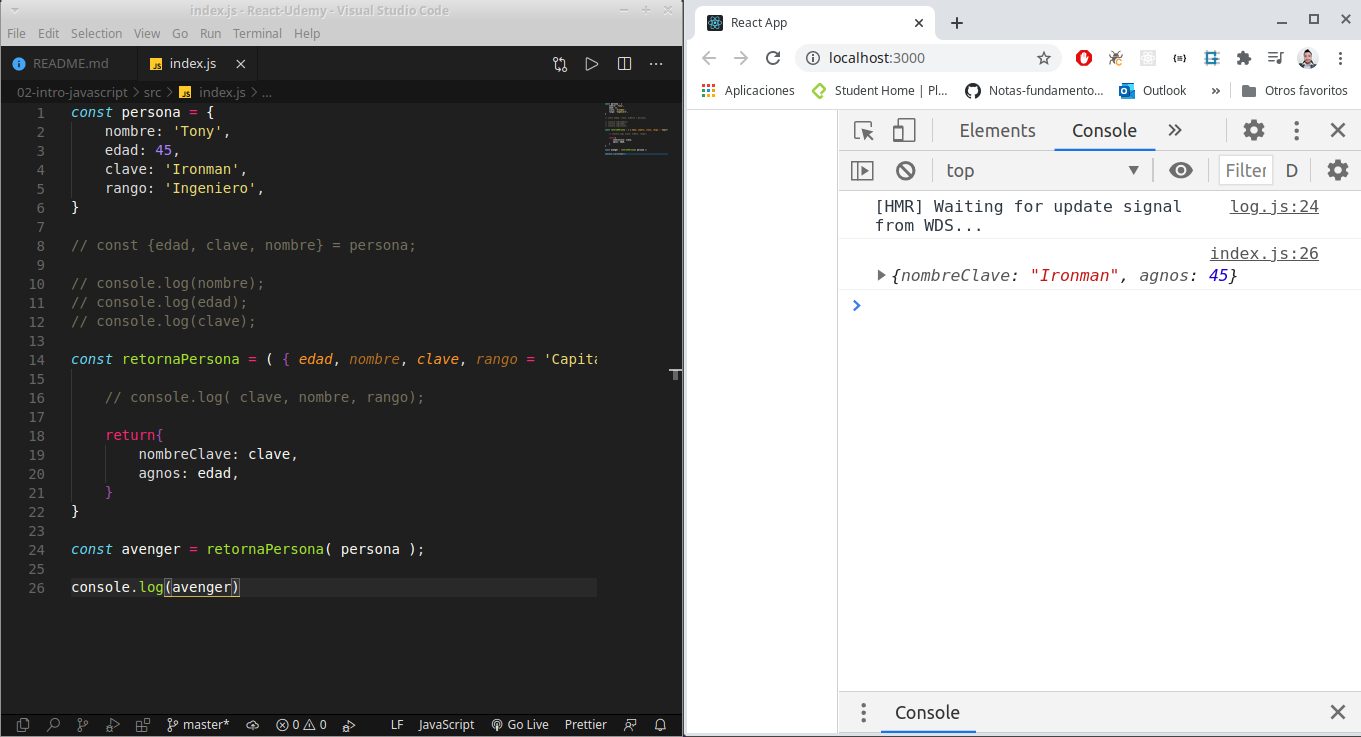 index.js - React-Udemy - Visual Studio Code
File Edit Selection View Go Run Terminal Help
README.md
JS index.js
02-intro-javascript > src > JS index.js > ...
1 const persona = {
2 nombre: 'Tony',
3 edad: 45,
4 clave: 'Ironman',
5 rango: 'Ingeniero',
6 }
7
8 // const {edad, clave, nombre} = persona;
9
10 // console.log(nombre);
11 // console.log(edad);
12 // console.log(clave);
13
14 const retornaPersona = ( { edad, nombre, clave, rango = 'Capita
15
16 // console.log( clave, nombre, rango);
17
18 return{
19 nombreClave: clave,
20 agnos: edad,
21 }
22 }
23
24 const avenger = retornaPersona( persona );
25
26 console.log(avenger)
master* 0 0 LF JavaScript Go Live Prettier
React App
localhost:3000
Aplicaciones Student Home | Pl... Notas-fundamento... Outlook » Otros favoritos
Elements Console »
top Filter D
[HMR] Waiting for update signal log.js:24
from WDS...
index.js:26
{nombreClave: "Ironman", agnos: 45}
Console